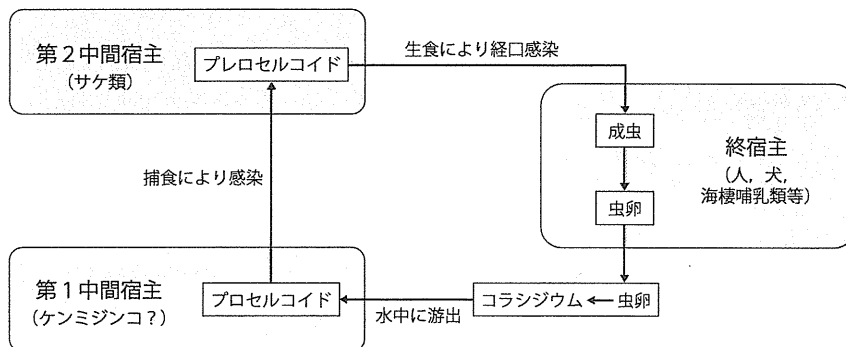 第２中間宿主
（サケ類）
プレロセルコイド
生食により経口感染
成虫
虫卵
終宿主
（人，犬，
海棲哺乳類等）
捕食により感染
第１中間宿主
（ケンミジンコ？）
プロセルコイド
水中に游出
コラシジウム ← 虫卵